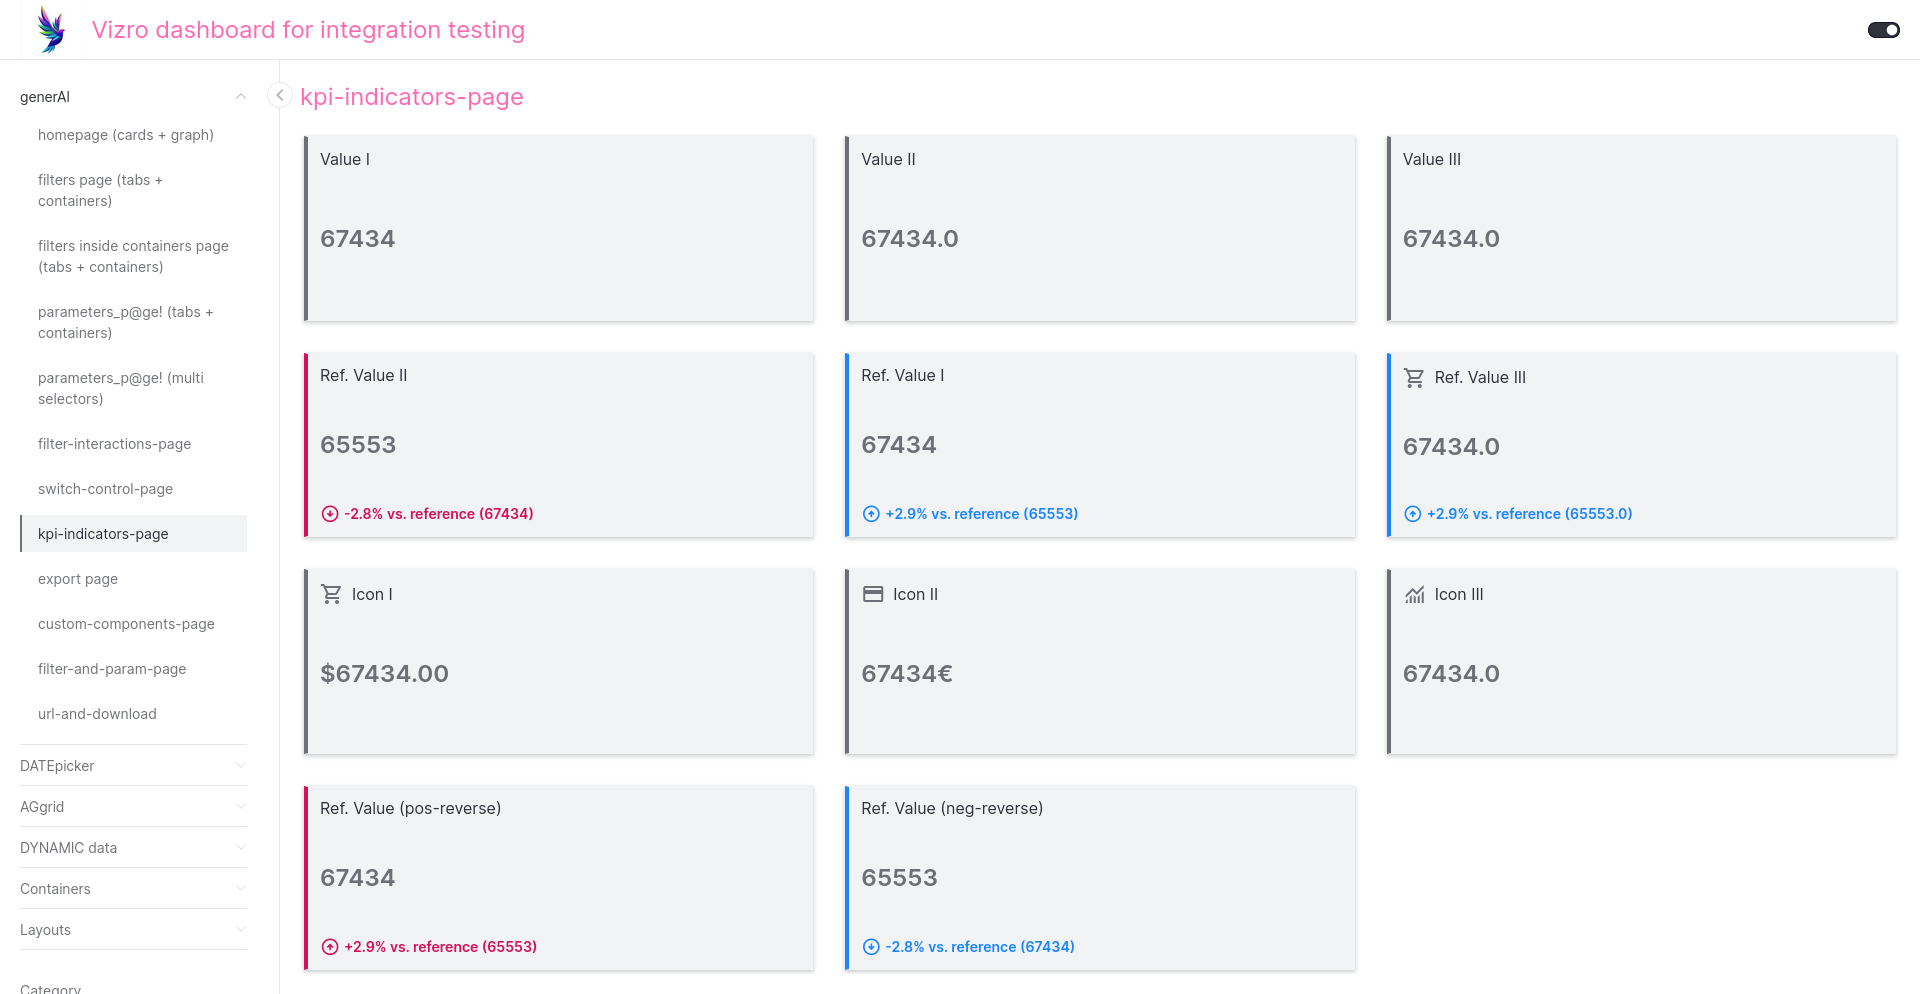 Vizro dashboard for integration testing
generAI
homepage (cards + graph)
filters page (tabs +
containers)
filters inside containers page
(tabs + containers)
parameters_p@ge! (tabs +
containers)
parameters_p@ge! (multi
selectors)
filter-interactions-page
switch-control-page
kpi-indicators-page
export page
custom-components-page
filter-and-param-page
url-and-download
DATEpicker
AGgrid
DYNAMIC data
Containers
Layouts
Category
kpi-indicators-page
Value I
67434
Value II
67434.0
Value III
67434.0
Ref. Value II
65553
-2.8% vs. reference (67434)
Ref. Value I
67434
+2.9% vs. reference (65553)
Ref. Value III
67434.0
+2.9% vs. reference (65553.0)
Icon I
$67434.00
Icon II
67434€
Icon III
67434.0
Ref. Value (pos-reverse)
67434
+2.9% vs. reference (65553)
Ref. Value (neg-reverse)
65553
-2.8% vs. reference (67434)